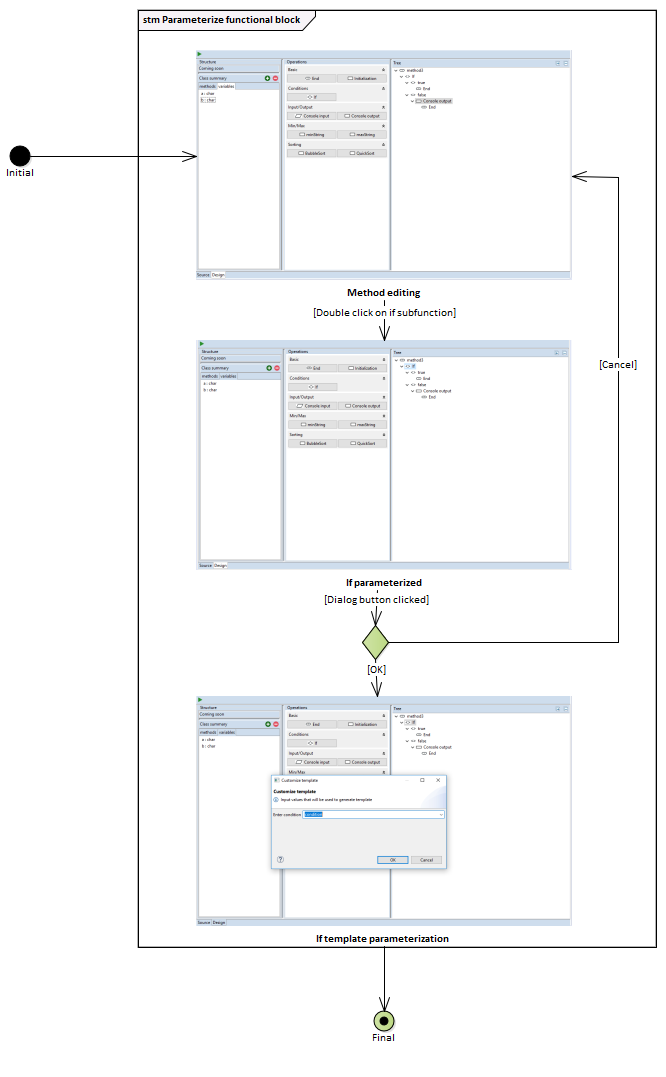 stm Parameterize functional block
Initial
Structure
Coming soon
Class summary
methods variables
a : char
b : char
Operations
Basic
End Initialization
Conditions
If
Input/Output
Console input Console output
Min/Max
minString maxString
Sorting
BubbleSort QuickSort
Tree
method3
If
true
End
false
Console output
End
Source Design
Method editing
[Double click on if subfunction]
Structure
Coming soon
Class summary
methods variables
a : char
b : char
Operations
Basic
End Initialization
Conditions
If
Input/Output
Console input Console output
Min/Max
minString maxString
Sorting
BubbleSort QuickSort
Tree
method3
If
true
End
false
Console output
End
Source Design
[Cancel]
If parameterized
[Dialog button clicked]
[OK]
Structure
Coming soon
Class summary
methods variables
a : char
b : char
Operations
Basic
End Initialization
Conditions
If
Input/Output
Console input Console output
Min/Max
Tree
method3
If
true
End
false
Console output
End
Customize template
Customize template
Input values that will be used to generate template
Enter condition condition
OK Cancel
Source Design
If template parameterization
Final